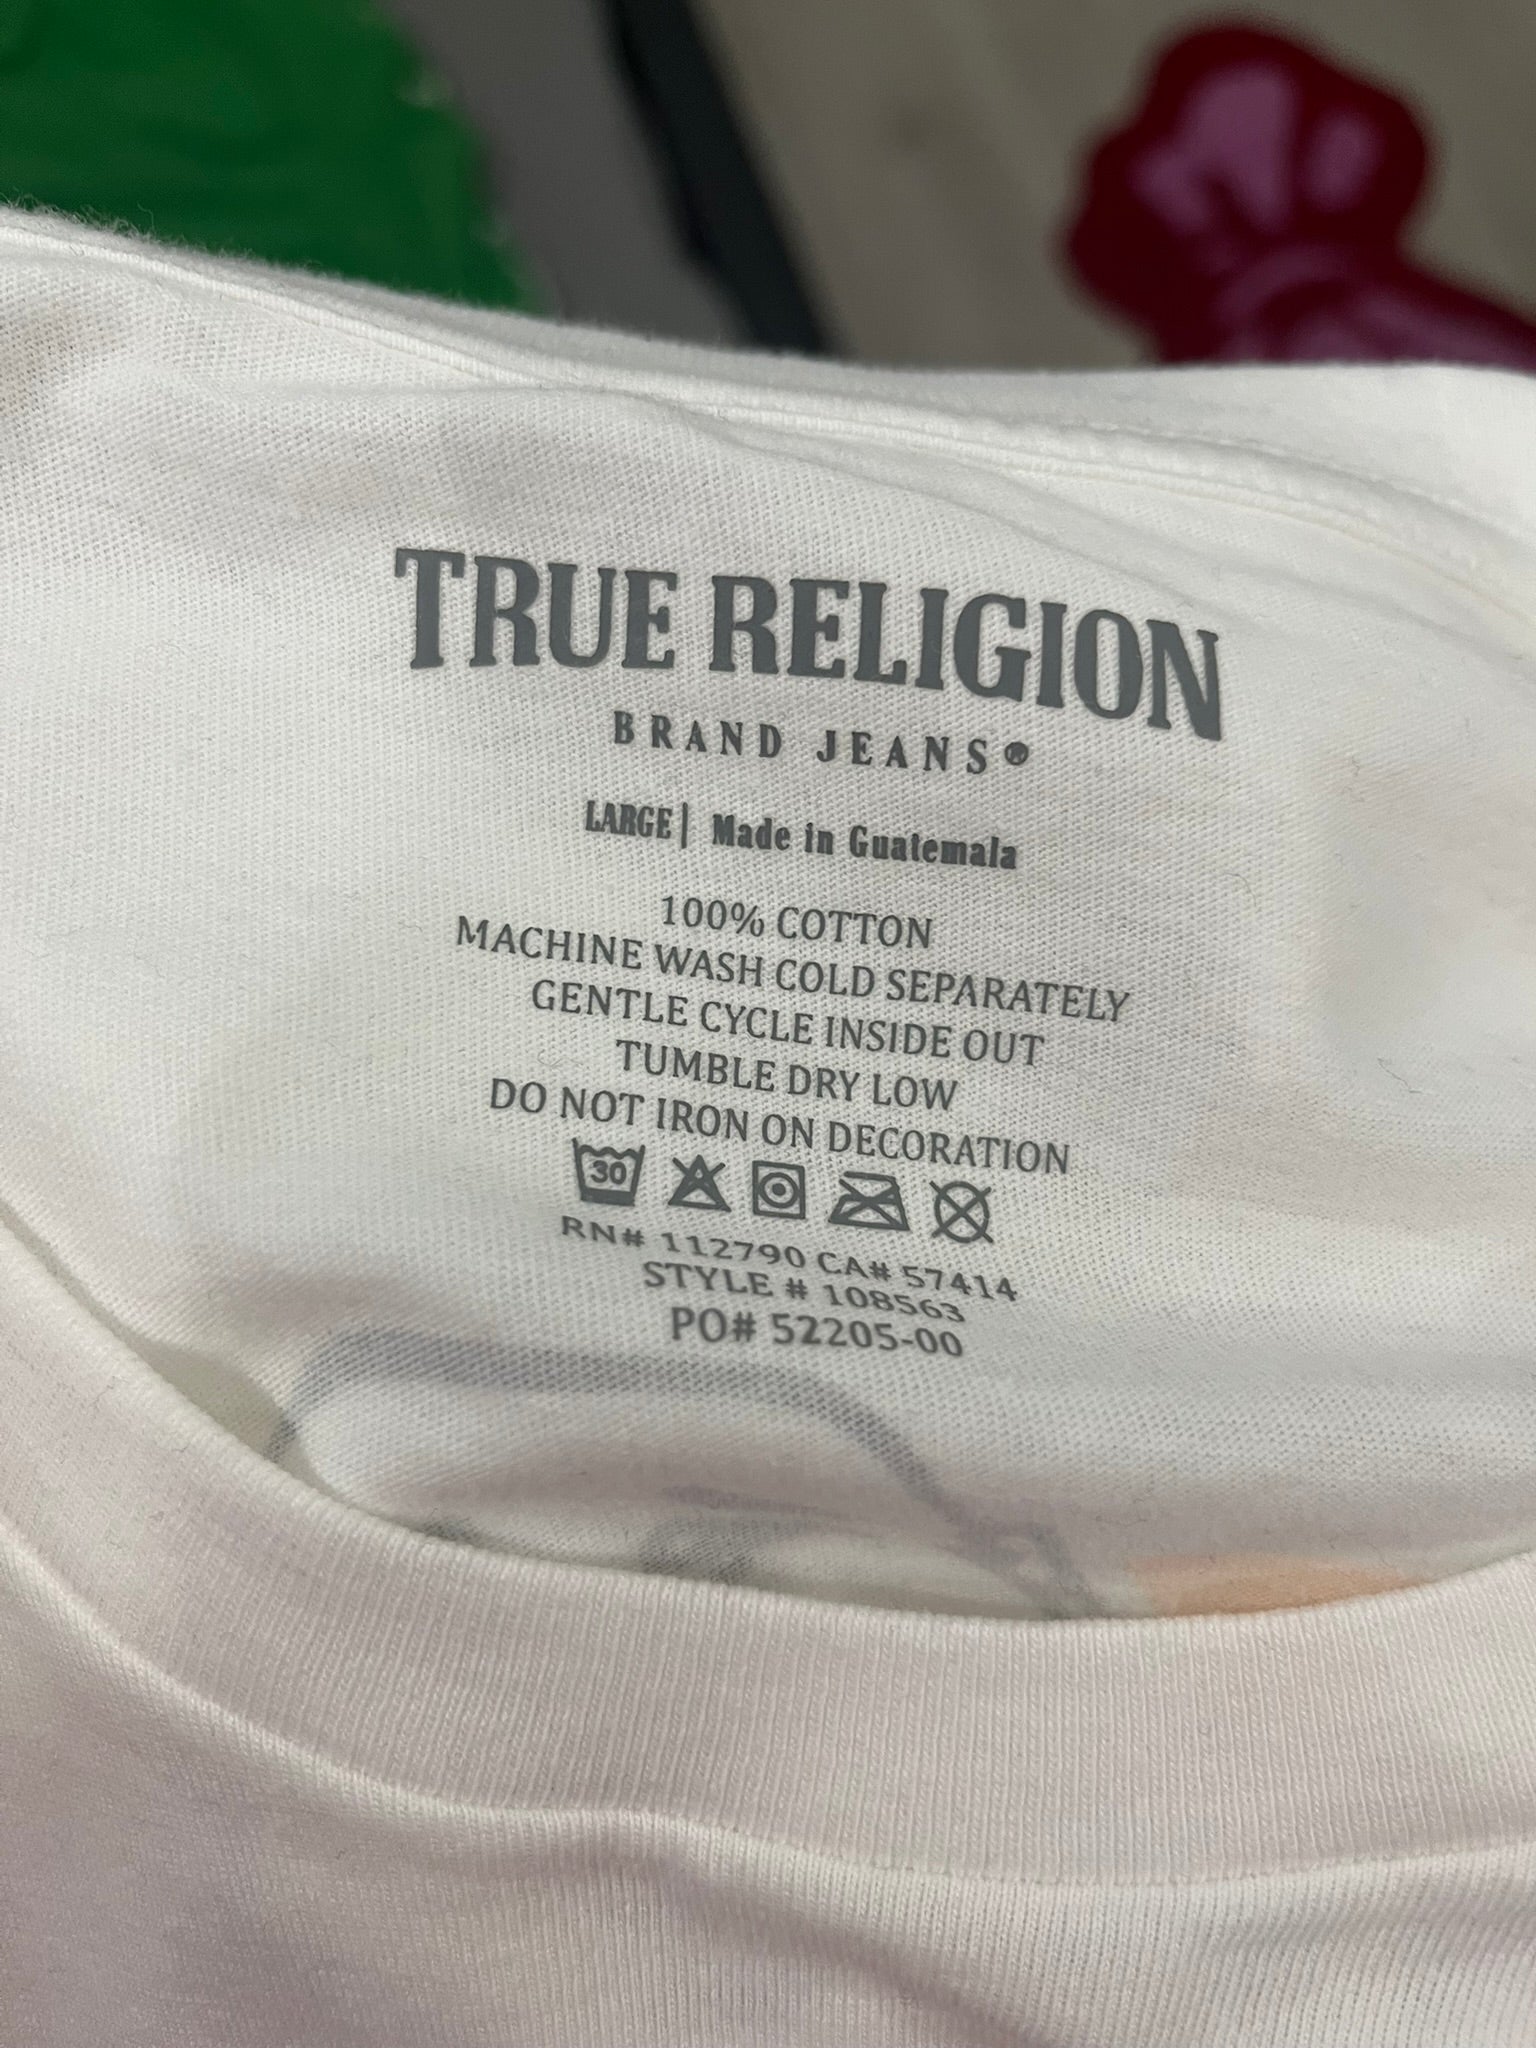 TRUE RELIGION
BRAND JEANS®
LARGE| Made in Guatemala
100% COTTON
MACHINE WASH COLD SEPARATELY
GENTLE CYCLE INSIDE OUT
TUMBLE DRY LOW
DO NOT IRON ON DECORATION
30
RN# 112790 CA# 57414
STYLE # 108563
PO# 52205-00